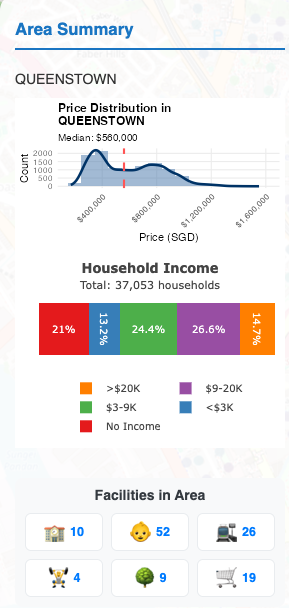 Area Summary
QUEENSTOWN
Price Distribution in
QUEENSTOWN
Median: $560,000
Count
2000
1500
1000
500
0
$400,000
$800,000
$1,200,000
$1,600,000
Price (SGD)
Household Income
Total: 37,053 households
21%
13.2%
24.4%
26.6%
14.7%
>$20K
$9-20K
$3-9K
<$3K
No Income
Facilities in Area
10
52
26
4
9
19